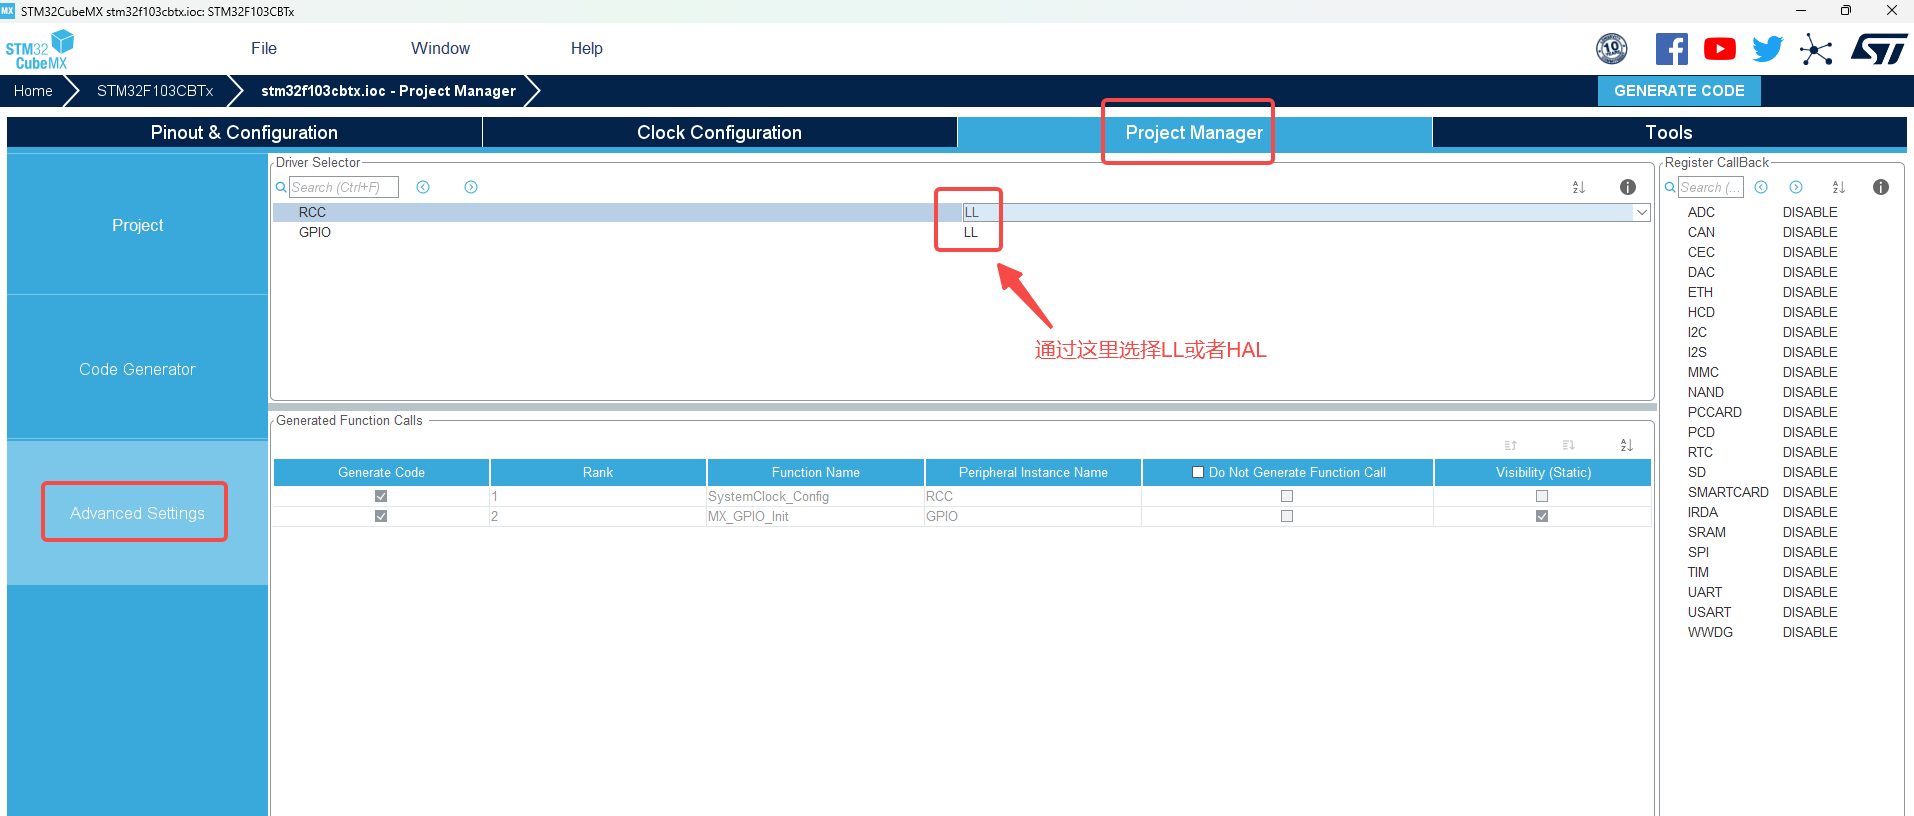 MX STM32CubeMX stm32f103cbtx.ioc: STM32F103CBTx
STM32
CubeMX
File
Window
Help
10
ST
Home
STM32F103CBTx
stm32f103cbtx.ioc - Project Manager
GENERATE CODE
Pinout & Configuration
Clock Configuration
Project Manager
Tools
Project
Code Generator
Advanced Settings
Driver Selector
Search (Ctrl+F)
RCC LL
GPIO LL
通过这里选择LL或者HAL
Generated Function Calls
Generate Code Rank Function Name Peripheral Instance Name Do Not Generate Function Call Visibility (Static)
1 SystemClock_Config RCC
2 MX_GPIO_Init GPIO
Register CallBack
Search (...
ADC DISABLE
CAN DISABLE
CEC DISABLE
DAC DISABLE
ETH DISABLE
HCD DISABLE
I2C DISABLE
I2S DISABLE
MMC DISABLE
NAND DISABLE
PCCARD DISABLE
PCD DISABLE
RTC DISABLE
SD DISABLE
SMARTCARD DISABLE
IRDA DISABLE
SRAM DISABLE
SPI DISABLE
TIM DISABLE
UART DISABLE
USART DISABLE
WWDG DISABLE